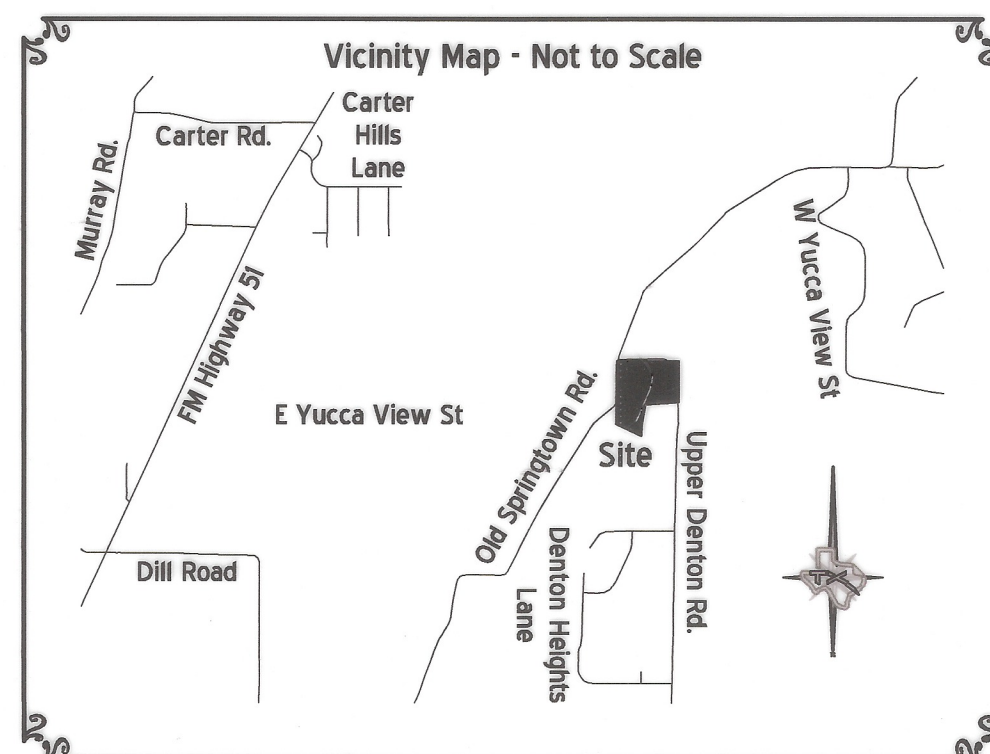 Vicinity Map - Not to Scale
Carter
Hills
Lane
Carter Rd.
Murray Rd.
FM Highway 51
W Yucca View St
E Yucca View St
Old Springtown Rd.
Site
Upper Denton Rd.
Denton Heights
Lane
Dill Road
TX